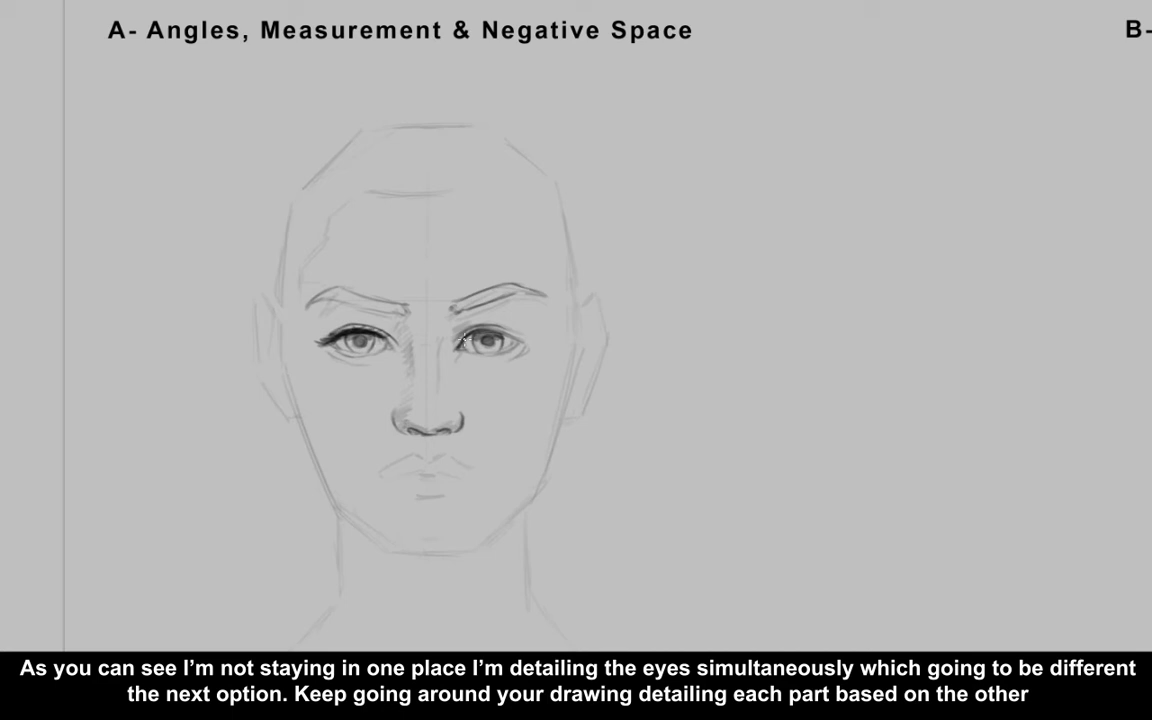 A- Angles, Measurement & Negative Space
B-
As you can see I'm not staying in one place I'm detailing the eyes simultaneously which going to be different
the next option. Keep going around your drawing detailing each part based on the other